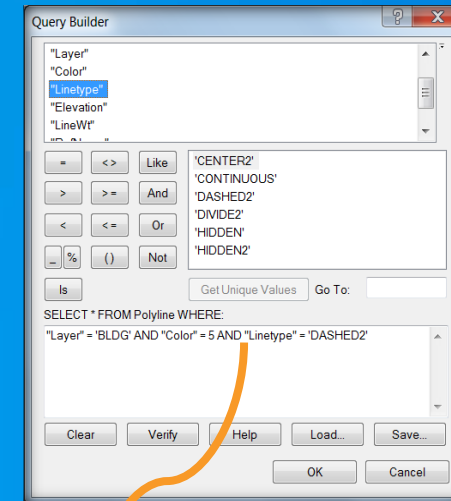 Query Builder
"Layer"
"Color"
"Linetype"
"Elevation"
"LineWt"
= <> Like
> >= And
< <= Or
_ % () Not
Is
'CENTER2'
'CONTINUOUS'
'DASHED2'
'DIVIDE2'
'HIDDEN'
'HIDDEN2'
Get Unique Values Go To:
SELECT * FROM Polyline WHERE:
"Layer" = 'BLDG' AND "Color" = 5 AND "Linetype" = 'DASHED2'
Clear Verify Help Load... Save...
OK Cancel